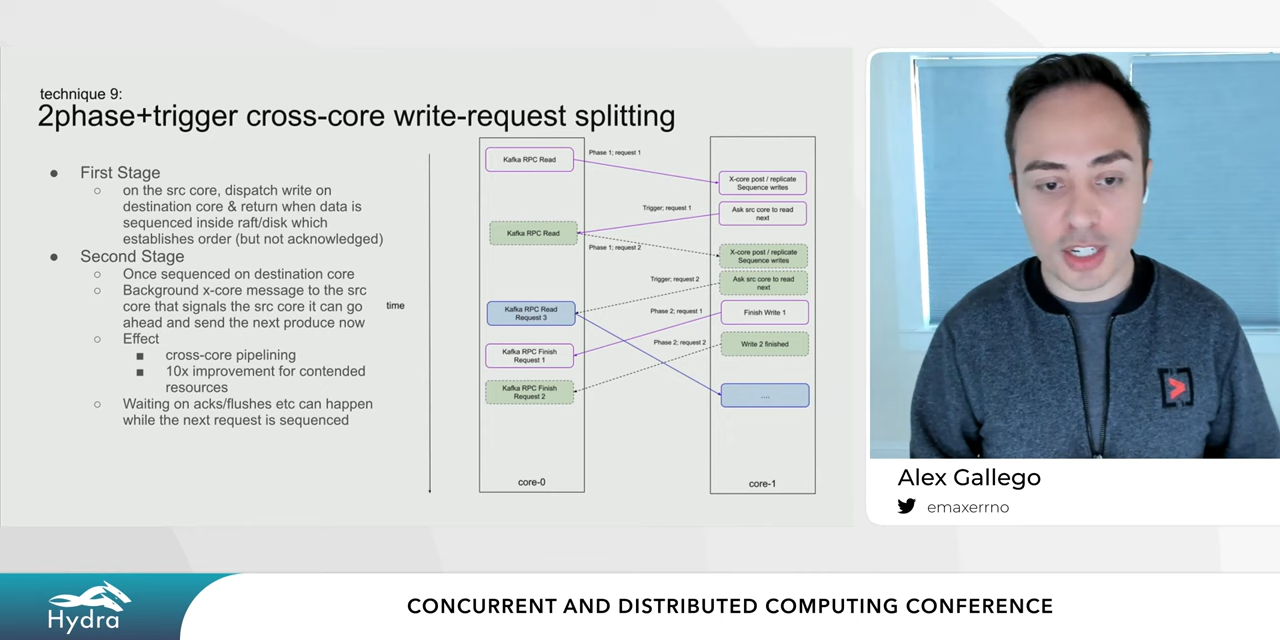 technique 9:
2phase+trigger cross-core write-request splitting
● First Stage
○ on the src core, dispatch write on
destination core & return when data is
sequenced inside raft/disk which
establishes order (but not acknowledged)
● Second Stage
○ Once sequenced on destination core
○ Background x-core message to the src
core that signals the src core it can go
ahead and send the next produce now
○ Effect
■ cross-core pipelining
■ 10x improvement for contended
resources
○ Waiting on acks/flushes etc can happen
while the next request is sequenced
time
Kafka RPC Read
Phase 1; request 1
X-core post / replicate
Sequence writes
Trigger; request 1
Ask src core to read
next
Kafka RPC Read
Phase 1; request 2
X-core post / replicate
Sequence writes
Trigger; request 2
Ask src core to read
next
Kafka RPC Read
Request 3
Phase 2; request 1
Finish Write 1
Kafka RPC Finish
Request 1
Phase 2; request 2
Write 2 finished
Kafka RPC Finish
Request 2
....
core-0
core-1
Alex Gallego
emaxerrno
Hydra
CONCURRENT AND DISTRIBUTED COMPUTING CONFERENCE